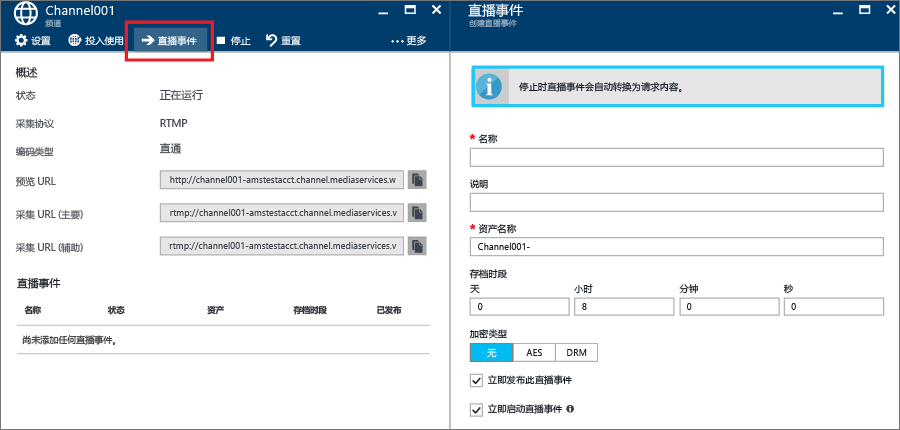 Channel001
频道
设置 投入使用 直播事件 停止 重置 ...更多
概述
状态 正在运行
采集协议 RTMP
编码类型 直通
预览 URL http://channel001-amstestacct.channel.mediaservices.w
采集 URL (主要) rtmp://channel001-amstestacct.channel.mediaservices.v
采集 URL (辅助) rtmp://channel001-amstestacct.channel.mediaservices.v
直播事件
名称 状态 资产 存档时段 已发布
尚未添加任何直播事件。
直播事件
创建直播事件
停止时直播事件会自动转换为请求内容。
* 名称
说明
* 资产名称
Channel001-
存档时段
天 小时 分钟 秒
0 8 0 0
加密类型
无 AES DRM
立即发布此直播事件
立即启动直播事件